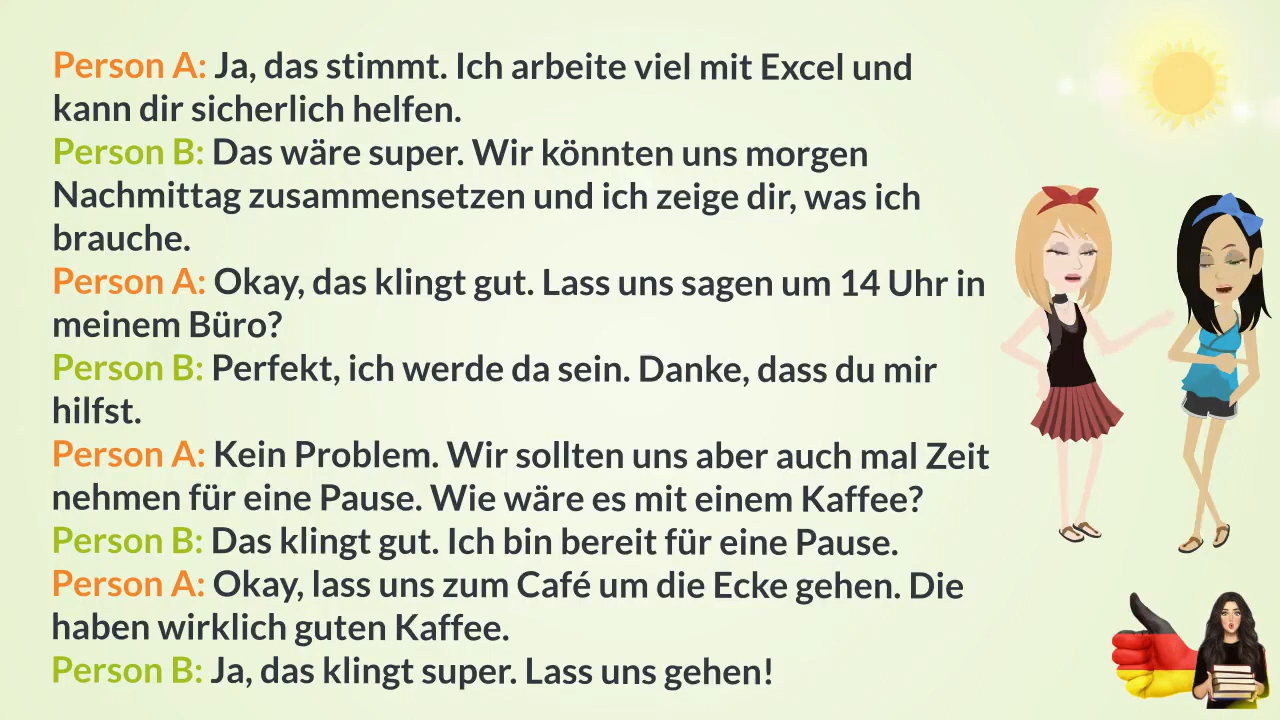 Person A: Ja, das stimmt. Ich arbeite viel mit Excel und
kann dir sicherlich helfen.
Person B: Das wäre super. Wir könnten uns morgen
Nachmittag zusammensetzen und ich zeige dir, was ich
brauche.
Person A: Okay, das klingt gut. Lass uns sagen um 14 Uhr in
meinem Büro?
Person B: Perfekt, ich werde da sein. Danke, dass du mir
hilfst.
Person A: Kein Problem. Wir sollten uns aber auch mal Zeit
nehmen für eine Pause. Wie wäre es mit einem Kaffee?
Person B: Das klingt gut. Ich bin bereit für eine Pause.
Person A: Okay, lass uns zum Café um die Ecke gehen. Die
haben wirklich guten Kaffee.
Person B: Ja, das klingt super. Lass uns gehen!